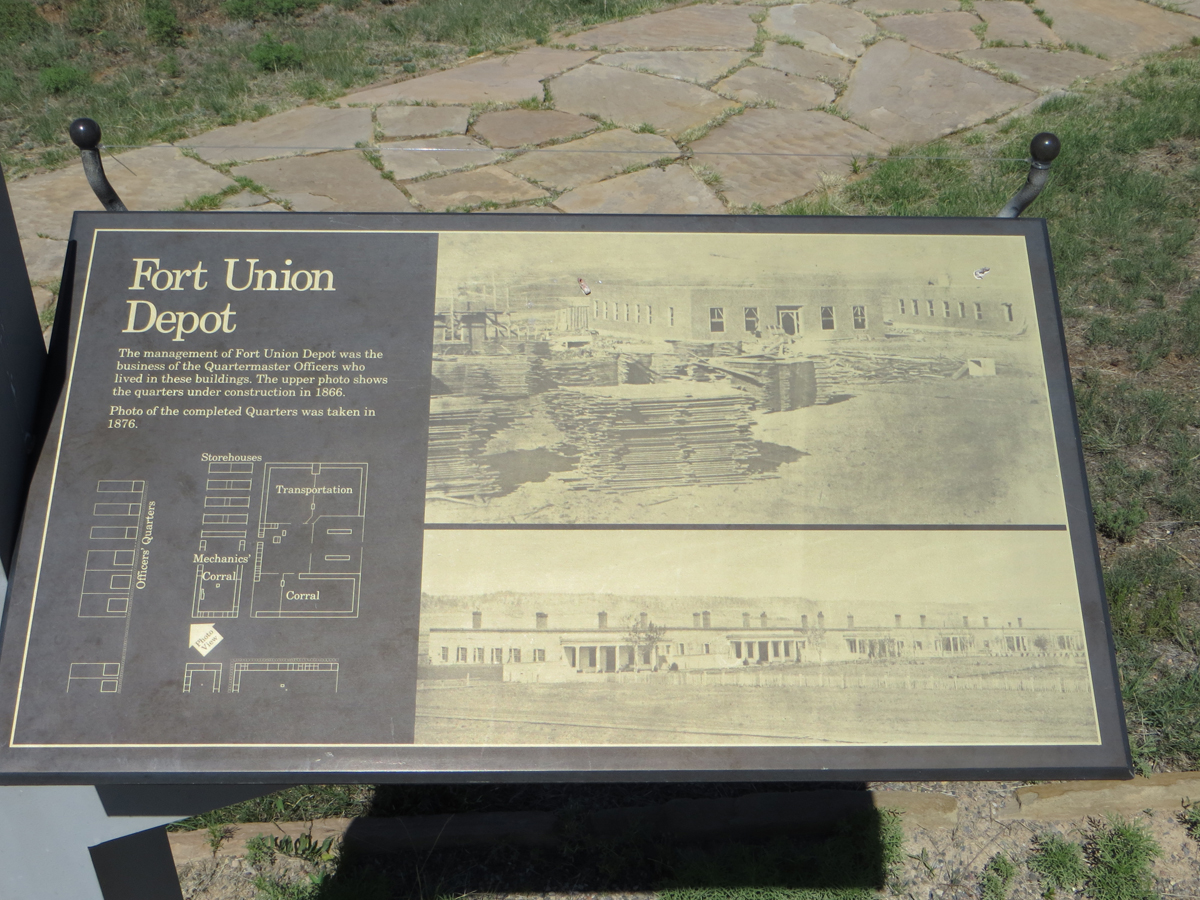 Fort Union
Depot
The management of Fort Union Depot was the
business of the Quartermaster Officers who
lived in these buildings. The upper photo shows
the quarters under construction in 1866.
Photo of the completed Quarters was taken in
1876.
Storehouses
Transportation
Officers' Quarters
Mechanics'
Corral
Corral
Photo
View